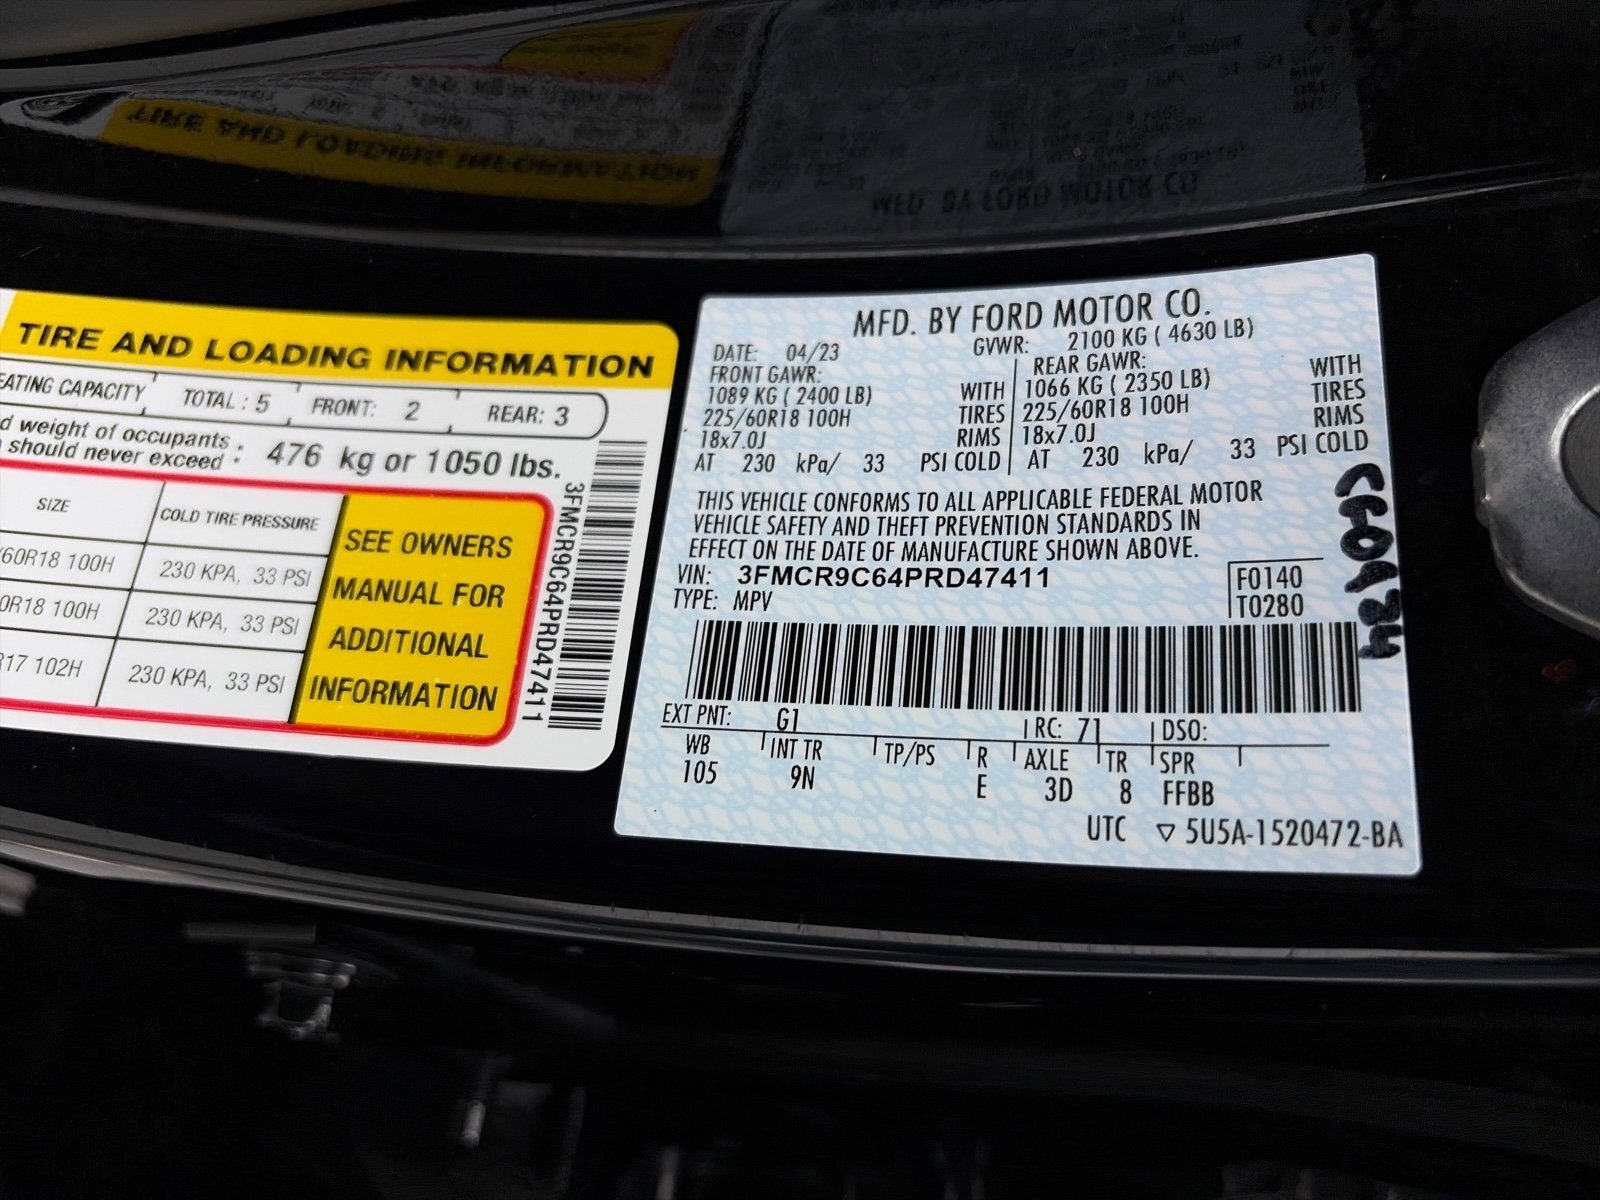 TIRE AND LOADING INFORMATION
EATING CAPACITY TOTAL : 5 FRONT: 2 REAR: 3
d weight of occupants :
should never exceed : 476 kg or 1050 lbs.
SIZE COLD TIRE PRESSURE
/60R18 100H 230 KPA, 33 PSI
0R18 100H 230 KPA, 33 PSI
R17 102H 230 KPA, 33 PSI
SEE OWNERS
MANUAL FOR
ADDITIONAL
INFORMATION
3FMCR9C64PRD47411
MFD. BY FORD MOTOR CO.
DATE: 04/23 GVWR: 2100 KG ( 4630 LB)
FRONT GAWR: REAR GAWR:
1089 KG ( 2400 LB) WITH 1066 KG ( 2350 LB) WITH
225/60R18 100H TIRES 225/60R18 100H TIRES
18x7.0J RIMS 18x7.0J RIMS
AT 230 kPa/ 33 PSI COLD AT 230 kPa/ 33 PSI COLD
THIS VEHICLE CONFORMS TO ALL APPLICABLE FEDERAL MOTOR
VEHICLE SAFETY AND THEFT PREVENTION STANDARDS IN
EFFECT ON THE DATE OF MANUFACTURE SHOWN ABOVE.
VIN: 3FMCR9C64PRD47411 F0140
TYPE: MPV T0280
EXT PNT: G1 RC: 71 DSO:
WB INT TR TP/PS R AXLE TR SPR
105 9N E 3D 8 FFBB
UTC ▽ 5U5A-1520472-BA